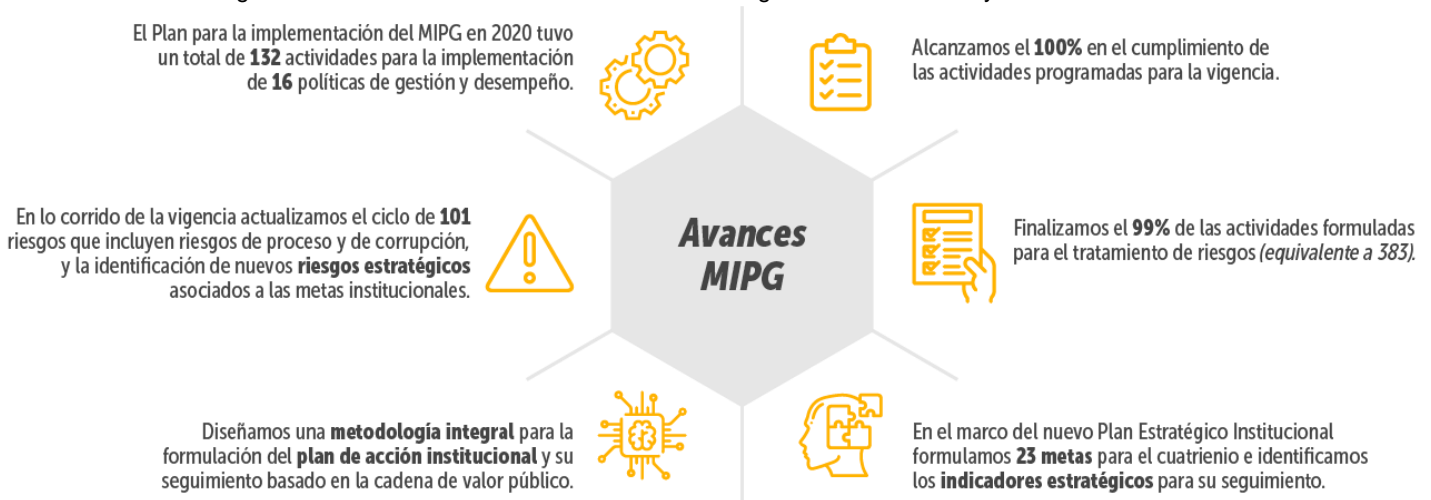 El Plan para la implementación del MIPG en 2020 tuvo
un total de 132 actividades para la implementación
de 16 políticas de gestión y desempeño.
Alcanzamos el 100% en el cumplimiento de
las actividades programadas para la vigencia.
En lo corrido de la vigencia actualizamos el ciclo de 101
riesgos que incluyen riesgos de proceso y de corrupción,
y la identificación de nuevos riesgos estratégicos
asociados a las metas institucionales.
Avances
MIPG
Finalizamos el 99% de las actividades formuladas
para el tratamiento de riesgos (equivalente a 383).
Diseñamos una metodología integral para la
formulación del plan de acción institucional y su
seguimiento basado en la cadena de valor público.
En el marco del nuevo Plan Estratégico Institucional
formulamos 23 metas para el cuatrienio e identificamos
los indicadores estratégicos para su seguimiento.